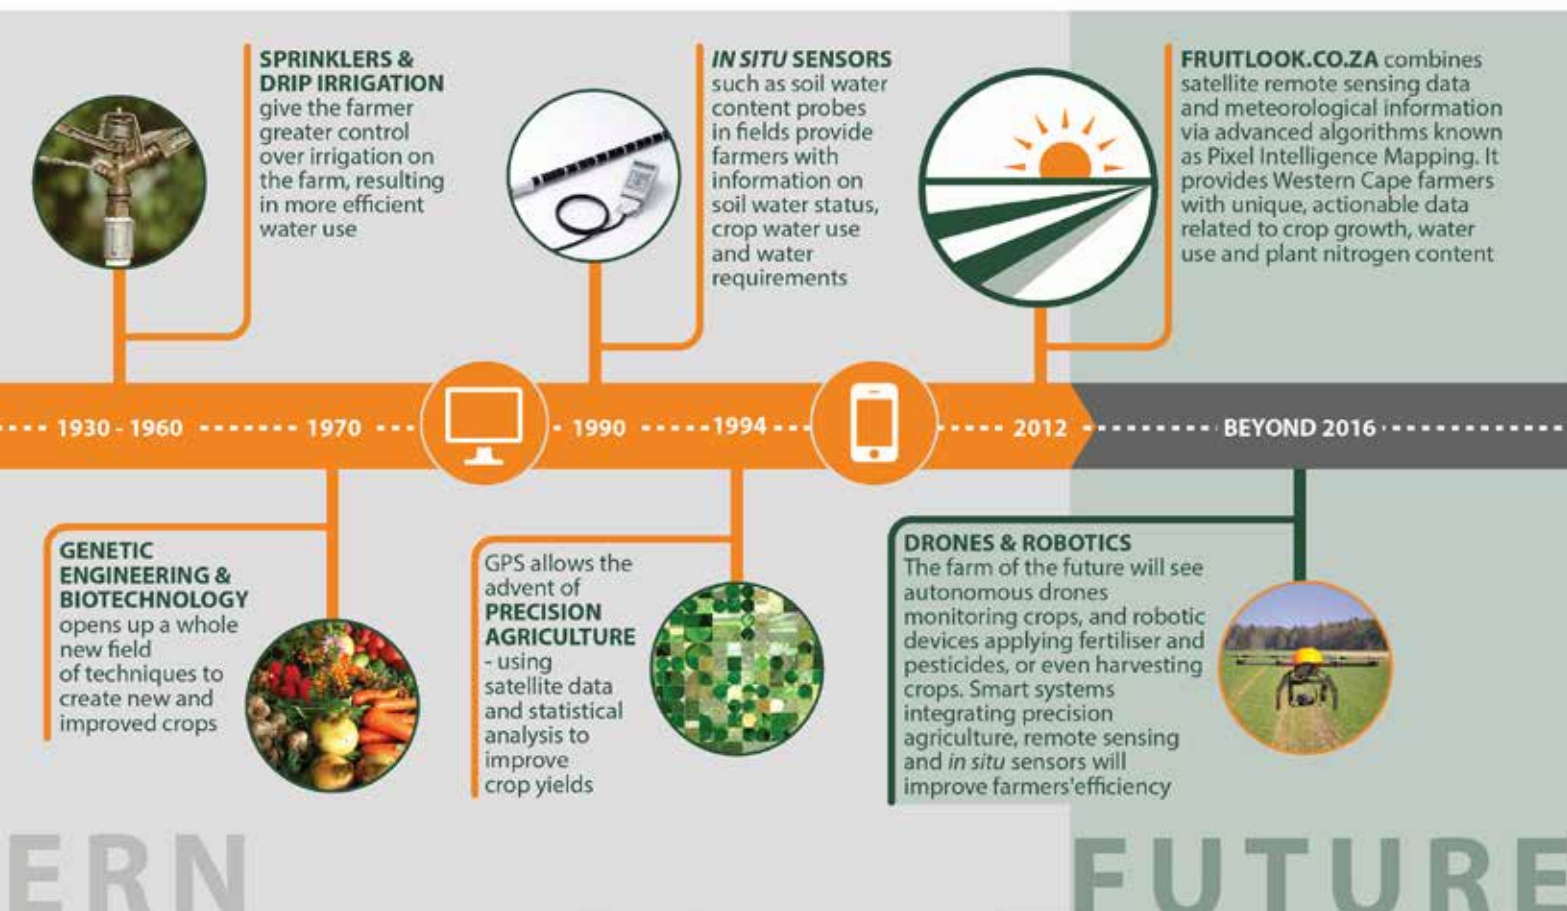 SPRINKLERS &
DRIP IRRIGATION
give the farmer
greater control
over irrigation on
the farm, resulting
in more efficient
water use
IN SITU SENSORS
such as soil water
content probes
in fields provide
farmers with
information on
soil water status,
crop water use
and water
requirements
FRUITLOOK.CO.ZA combines
satellite remote sensing data
and meteorological information
via advanced algorithms known
as Pixel Intelligence Mapping. It
provides Western Cape farmers
with unique, actionable data
related to crop growth, water
use and plant nitrogen content
1930 - 1960
1970
1990
1994
2012
BEYOND 2016
GENETIC
ENGINEERING &
BIOTECHNOLOGY
opens up a whole
new field
of techniques to
create new and
improved crops
GPS allows the
advent of
PRECISION
AGRICULTURE
- using
satellite data
and statistical
analysis to
improve
crop yields
DRONES & ROBOTICS
The farm of the future will see
autonomous drones
monitoring crops, and robotic
devices applying fertiliser and
pesticides, or even harvesting
crops. Smart systems
integrating precision
agriculture, remote sensing
and in situ sensors will
improve farmers'efficiency
ERN
FUTURE